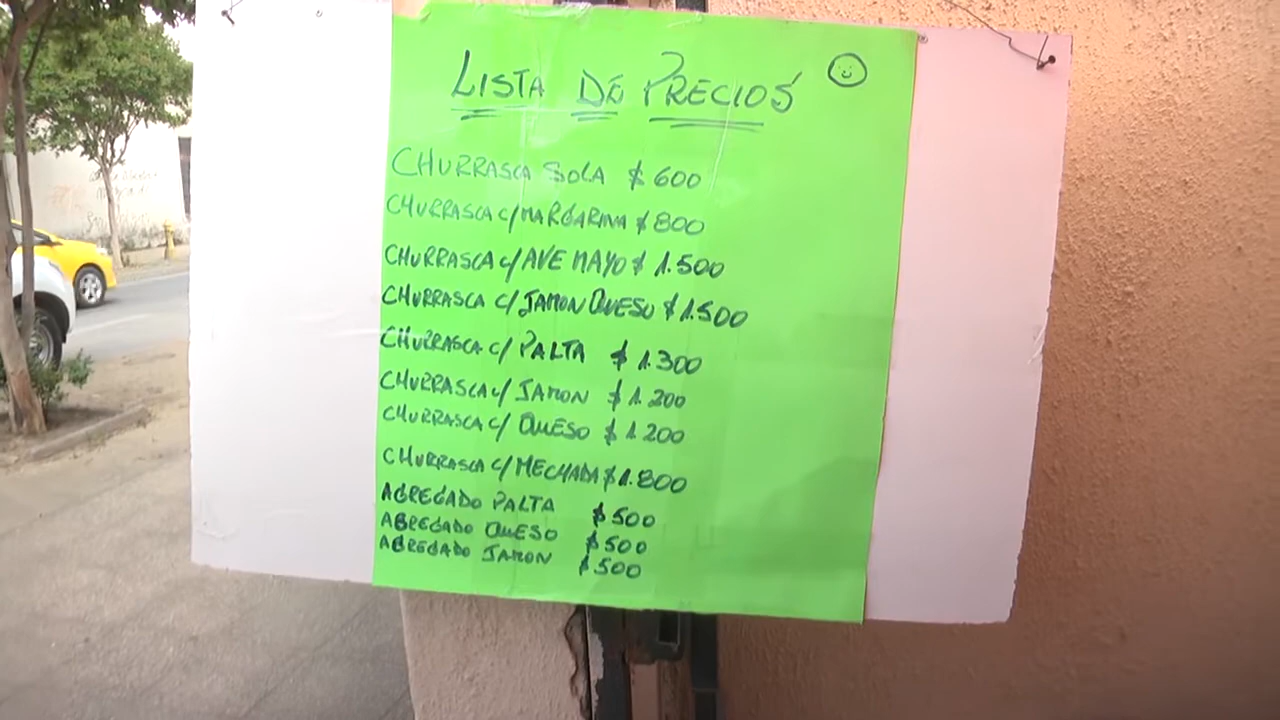 LISTA DE PRECIOS
CHURRASCA SOLA $600
CHURRASCA C/MARGARINA $800
CHURRASCA C/AVE MAYO $1.500
CHURRASCA C/JAMON QUESO $1.500
CHURRASCA C/ PALTA $1.300
CHURRASCA C/ JAMON $1.200
CHURRASCA C/ QUESO $1.200
CHURRASCA C/MECHADA $1.800
AGREGADO PALTA $500
AGREGADO QUESO $500
AGREGADO JAMON $500